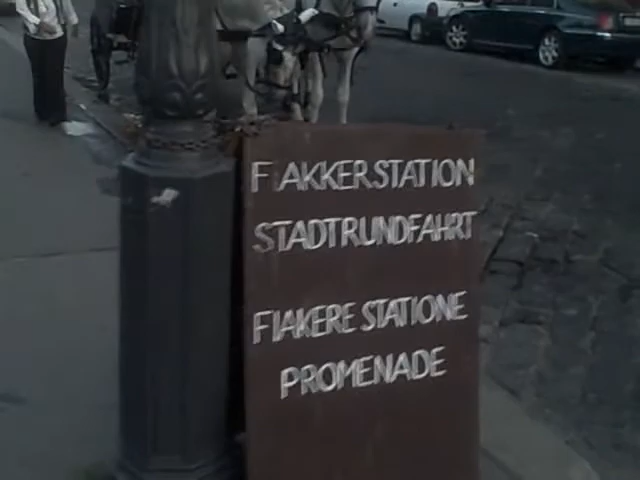 FIAKKERSTATION
STADTRUNDFAHRT
FIAKERE STATIONE
PROMENADE